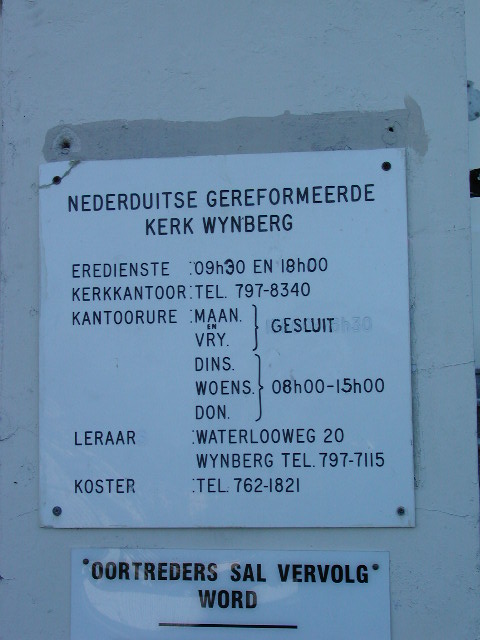 NEDERDUITSE GEREFORMEERDE
KERK WYNBERG
EREDIENSTE :09h30 EN 18h00
KERKKANTOOR:TEL. 797-8340
KANTOORURE :MAAN.
EN
VRY.
GESLUIT
DINS.
WOENS.
DON.
08h00-15h00
LERAAR :WATERLOOWEG 20
WYNBERG TEL. 797-7115
KOSTER :TEL. 762-1821
OORTREDERS SAL VERVOLG
WORD